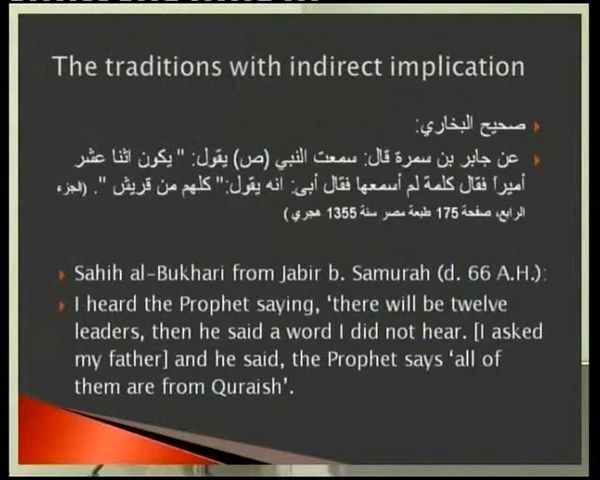 The traditions with indirect implication
صحيح البخاري:
عن جابر بن سمرة قال: سمعت النبي (ص) يقول: " يكون اثنا عشر
أميراً فقال كلمة لم أسمعها فقال أبى: انه يقول:" كلهم من قريش ". (الجزء
الرابع، صفحة 175 طبعة مصر سنة 1355 هجري )
Sahih al-Bukhari from Jabir b. Samurah (d. 66 A.H.):
I heard the Prophet saying, ‘there will be twelve
leaders, then he said a word I did not hear. [I asked
my father] and he said, the Prophet says ‘all of
them are from Quraish’.